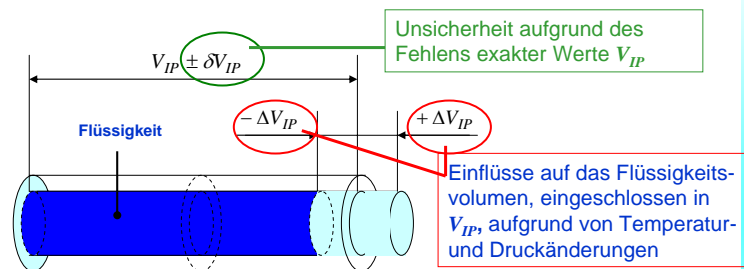 Unsicherheit aufgrund des
Fehlens exakter Werte V_IP
V_IP ± δV_IP
Flüssigkeit
− ΔV_IP
+ ΔV_IP
Einflüsse auf das Flüssigkeits-
volumen, eingeschlossen in
V_IP, aufgrund von Temperatur-
und Druckänderungen